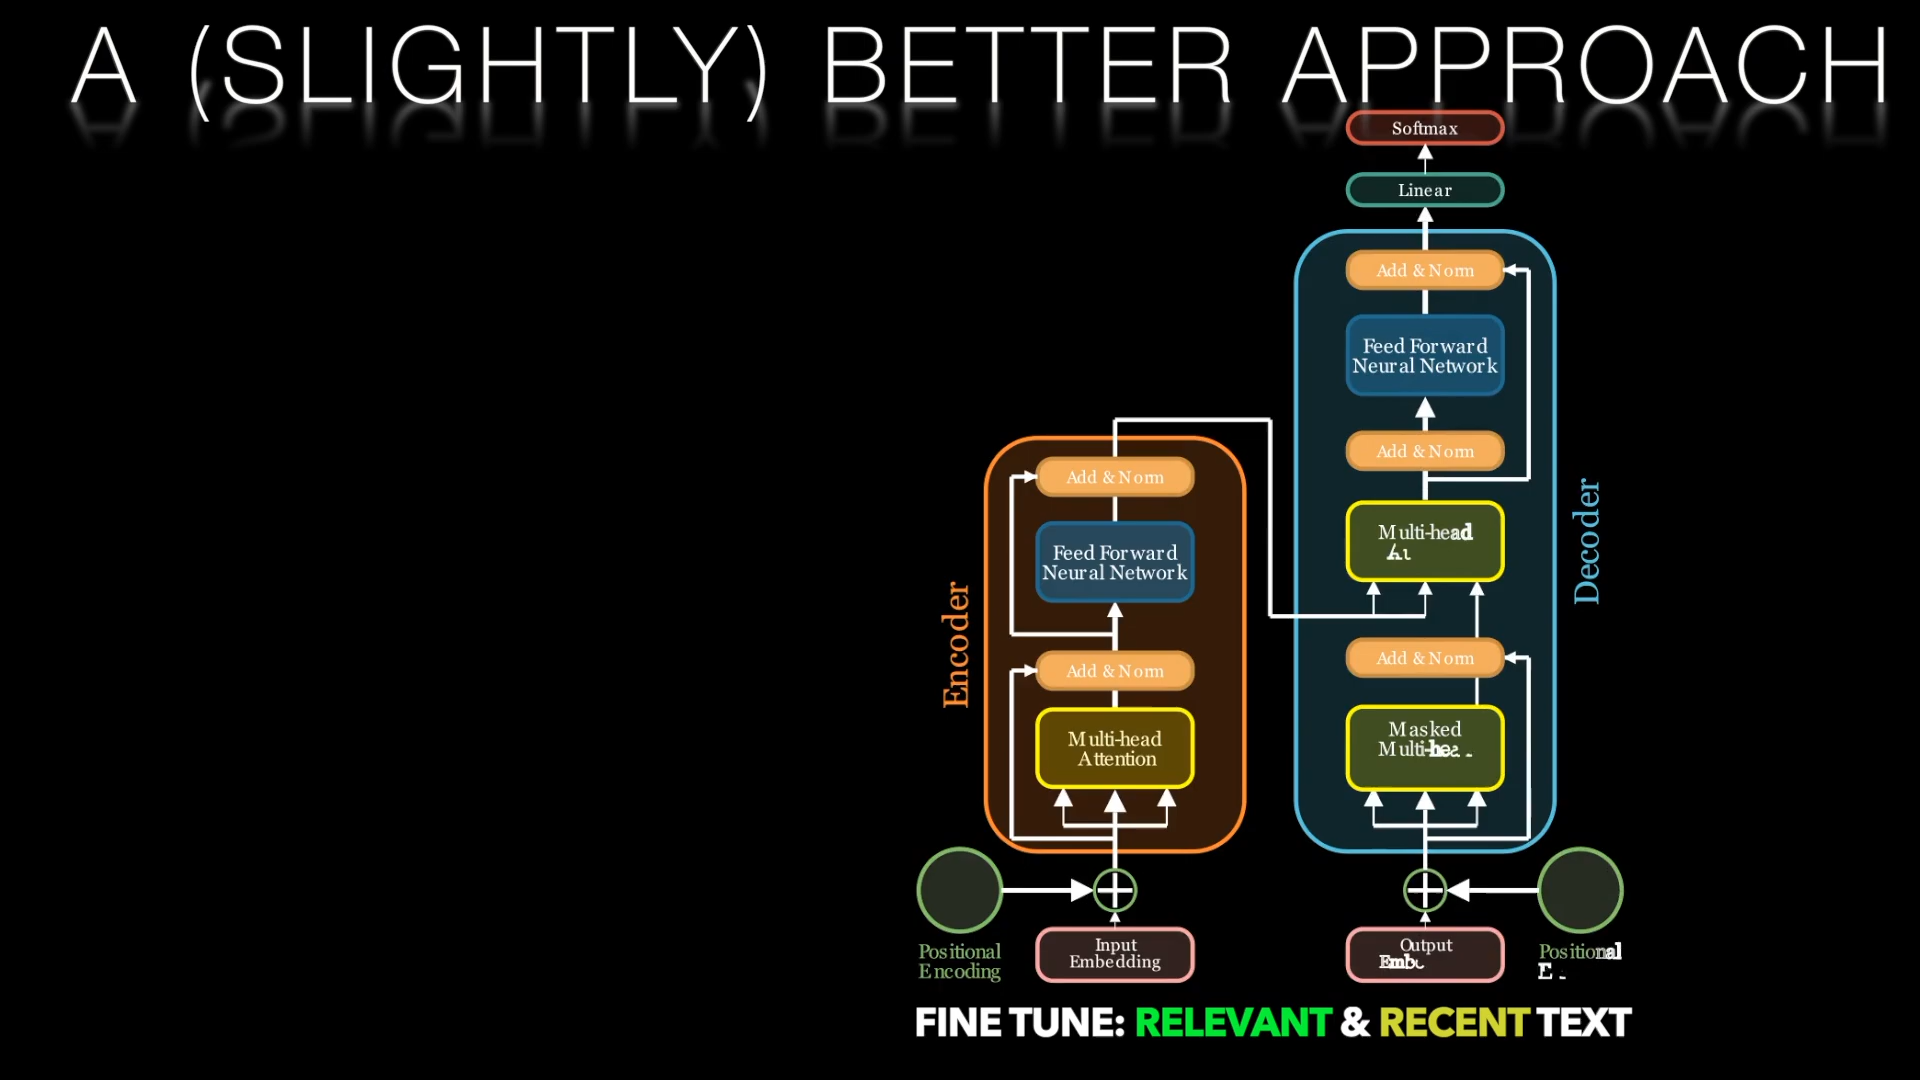 A (SLIGHTLY) BETTER APPROACH
Softmax
Linear
Add & Norm
Feed Forward
Neural Network
Add & Norm
Multi-head
Add & Norm
Masked
Decoder
Output
Positional
Add & Norm
Feed Forward
Neural Network
Add & Norm
Multi-head
Attention
Encoder
Positional
Encoding
Input
Embedding
FINE TUNE: RELEVANT & RECENT TEXT